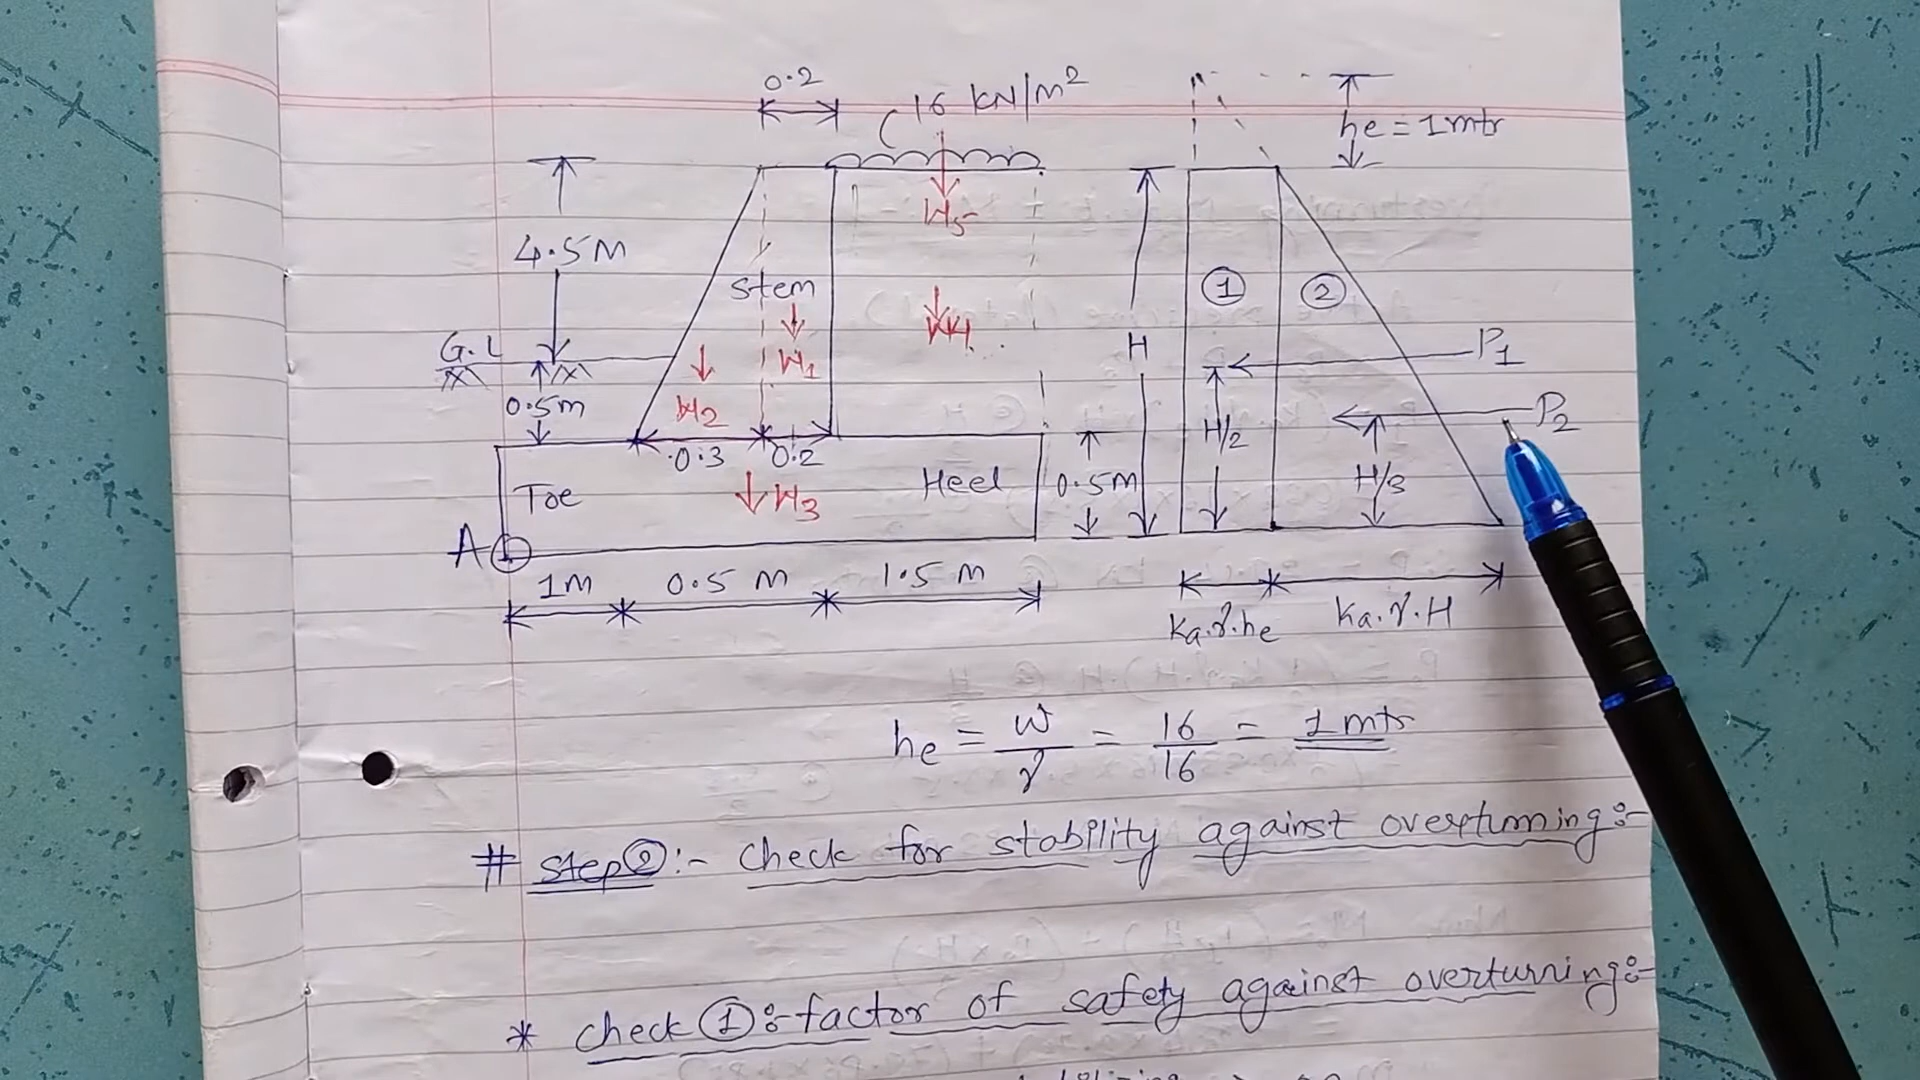 0.2
16 kN/m²
he = 1mtr
W5
4.5M
stem
1
2
W4
G.L
W1
H
P1
0.5m
W2
H/2
P2
0.3
0.2
Toe
W3
Heel
0.5M
H/3
A
1M
0.5 M
1.5 M
ka.γ.he
ka.γ.H
he = w/γ = 16/16 = 1 mtr
# step②:- check for stability against overturning:-
* check ①: factor of safety against overturning:-